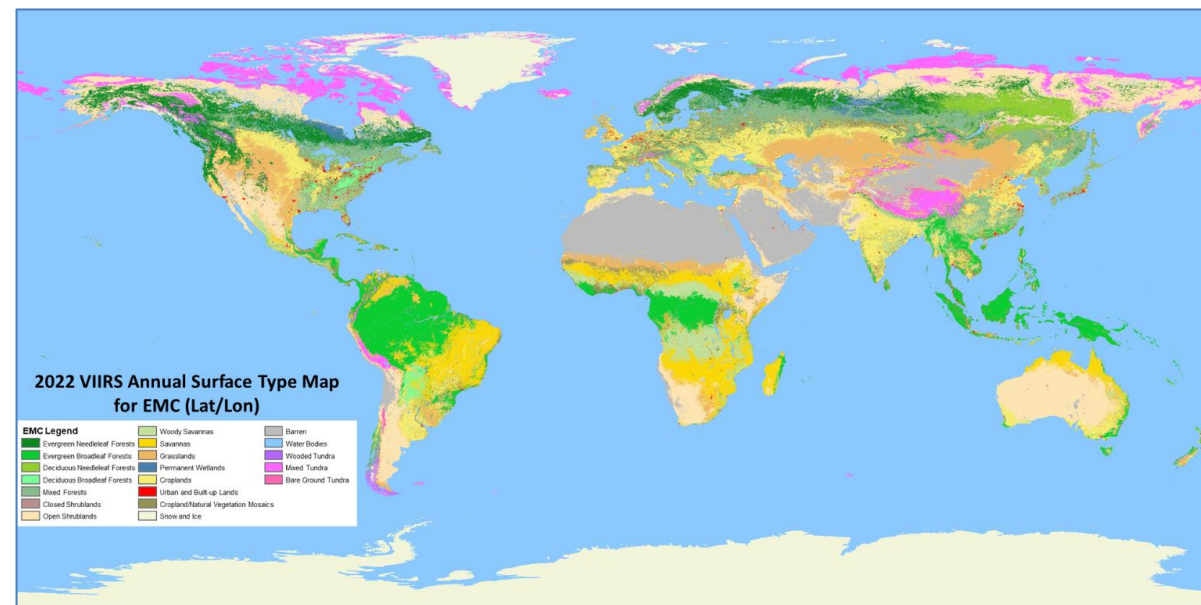 2022 VIIRS Annual Surface Type Map
for EMC (Lat/Lon)
EMC Legend
Evergreen Needleleaf Forests
Evergreen Broadleaf Forests
Deciduous Needleleaf Forests
Deciduous Broadleaf Forests
Mixed Forests
Closed Shrublands
Open Shrublands
Woody Savannas
Savannas
Grasslands
Permanent Wetlands
Croplands
Urban and Built-up Lands
Cropland/Natural Vegetation Mosaics
Snow and Ice
Barren
Water Bodies
Wooded Tundra
Mixed Tundra
Bare Ground Tundra